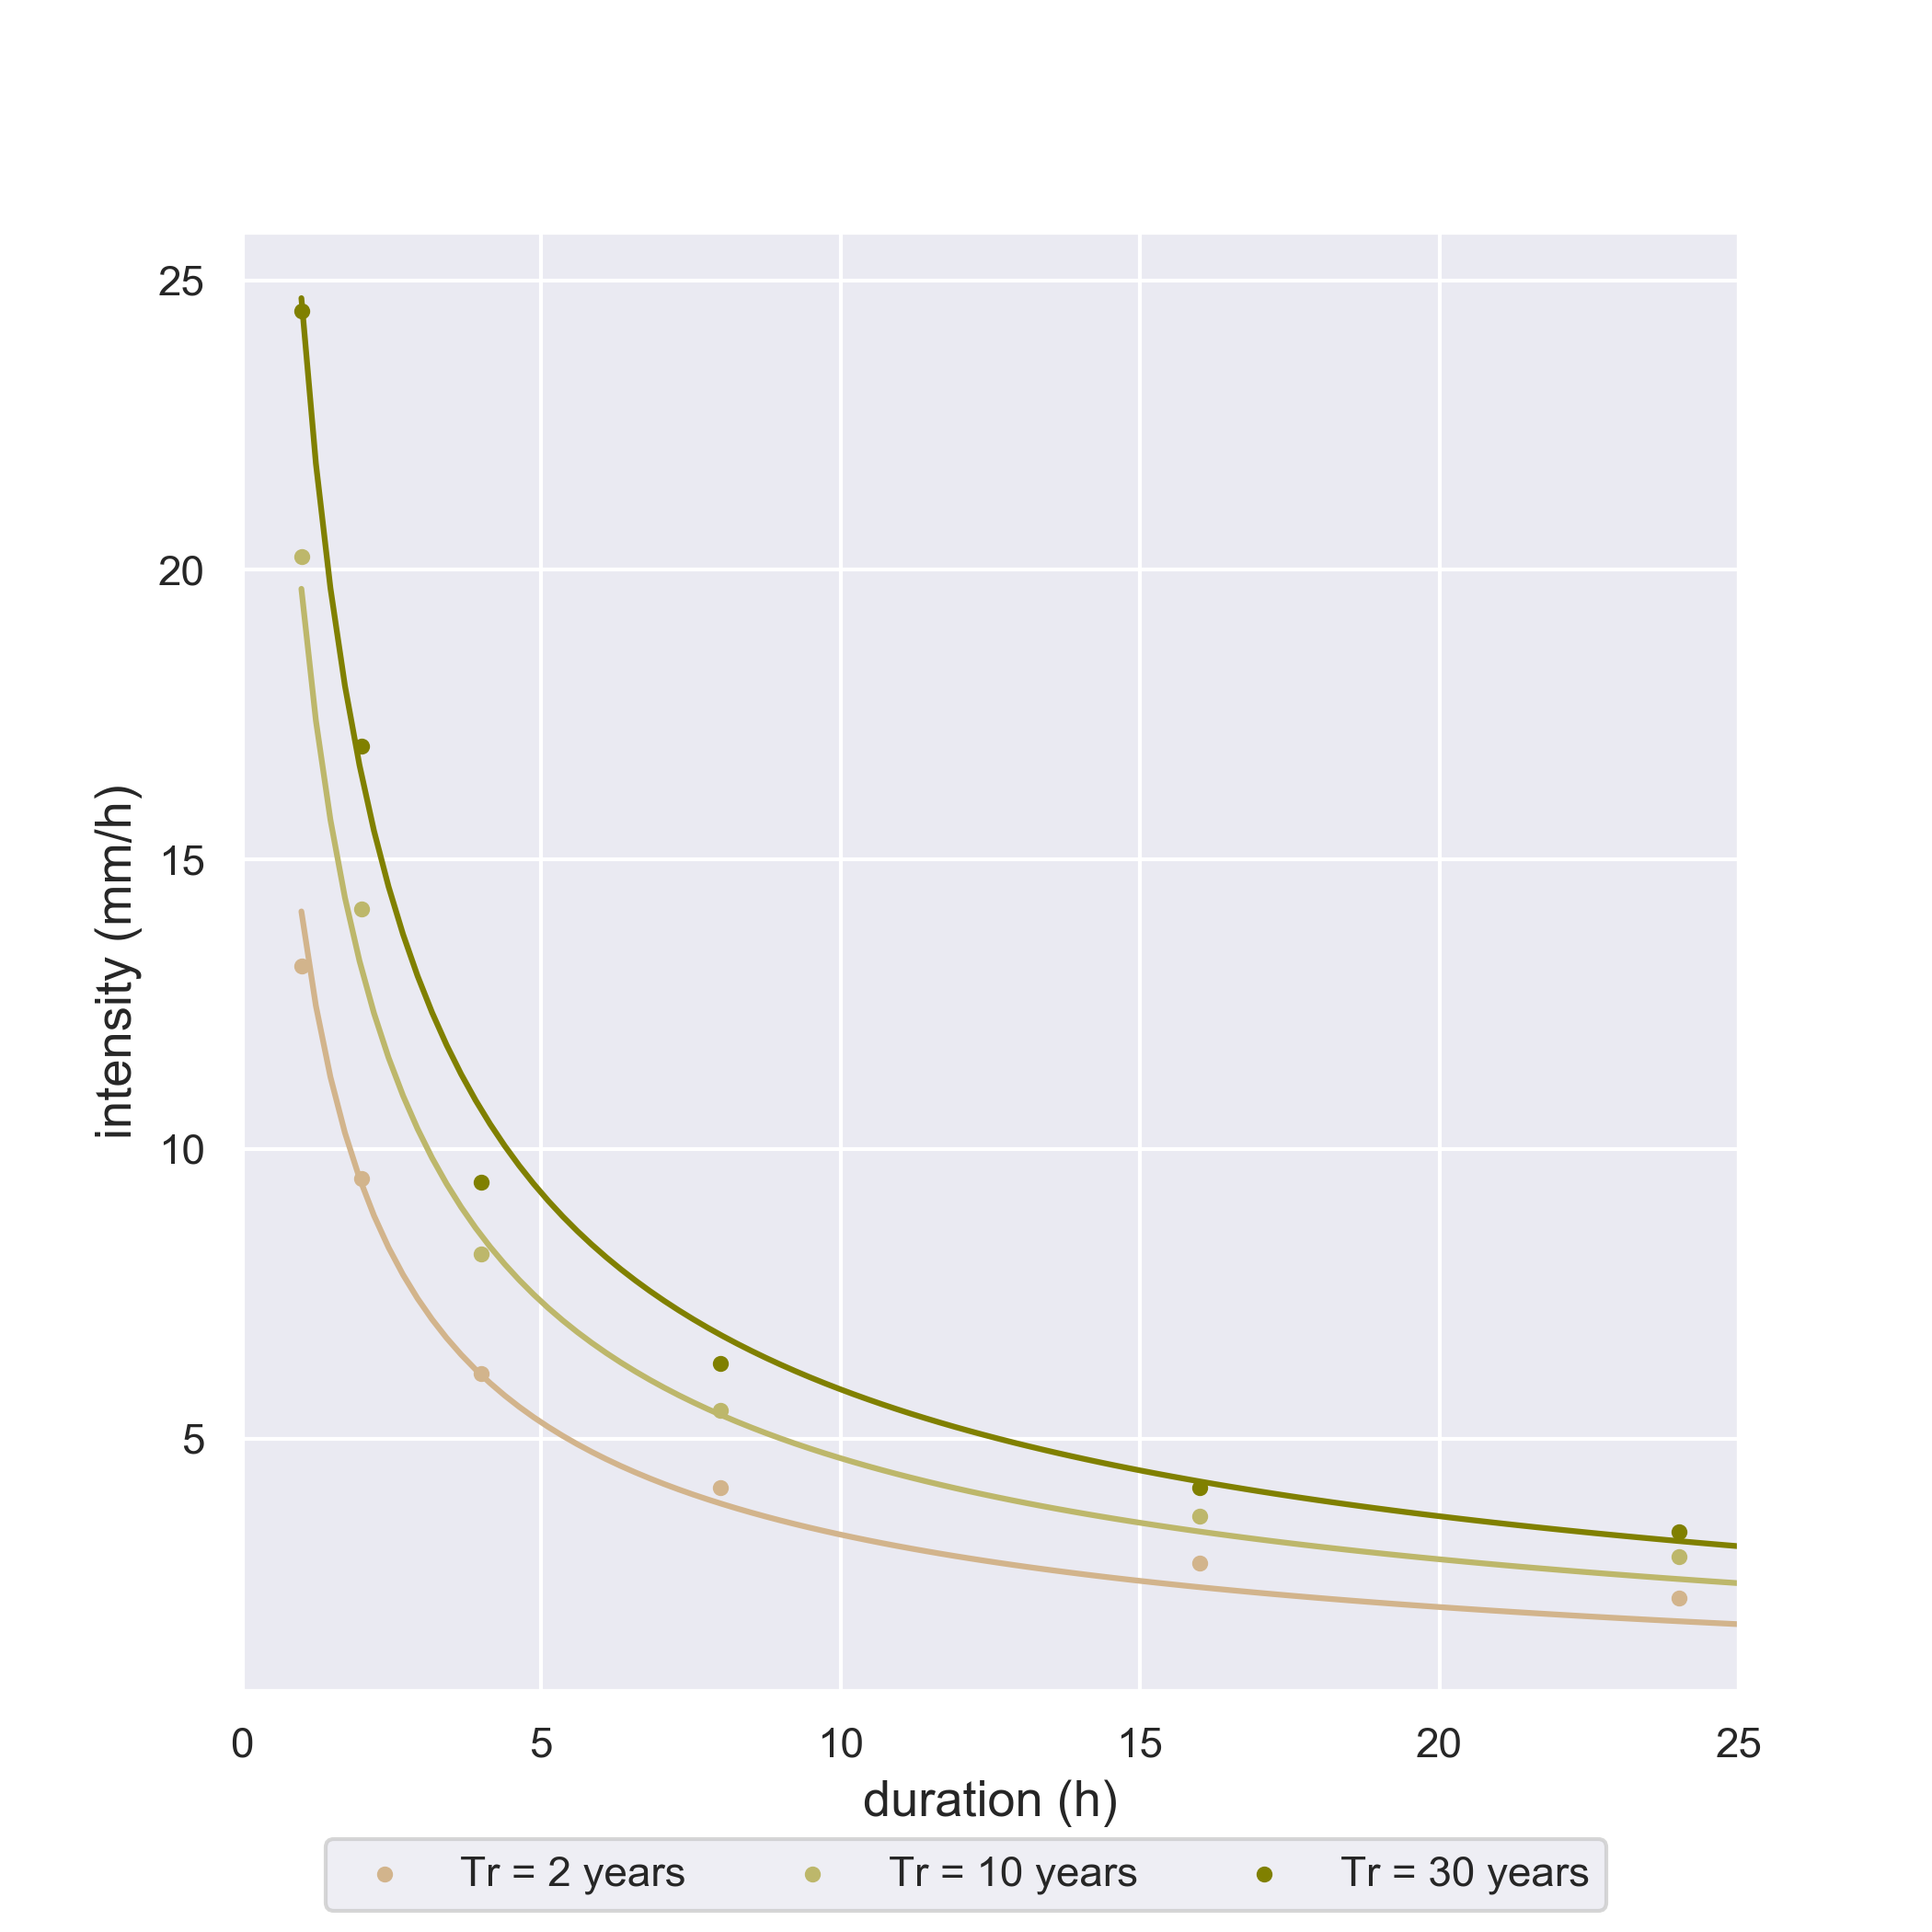 25
20
15
10
5
intensity (mm/h)
0 5 10 15 20 25
duration (h)
Tr = 2 years Tr = 10 years Tr = 30 years